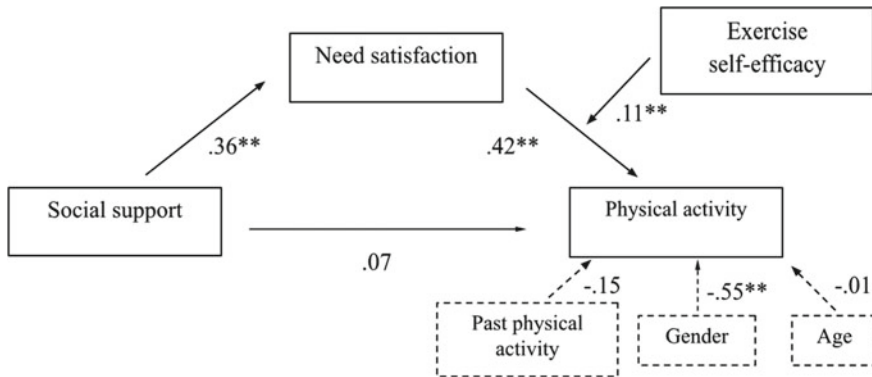 Exercise
self-efficacy
Need satisfaction
.11**
.36**
.42**
Social support
Physical activity
.07
-.15
-.55**
-.01
Past physical
activity
Gender
Age